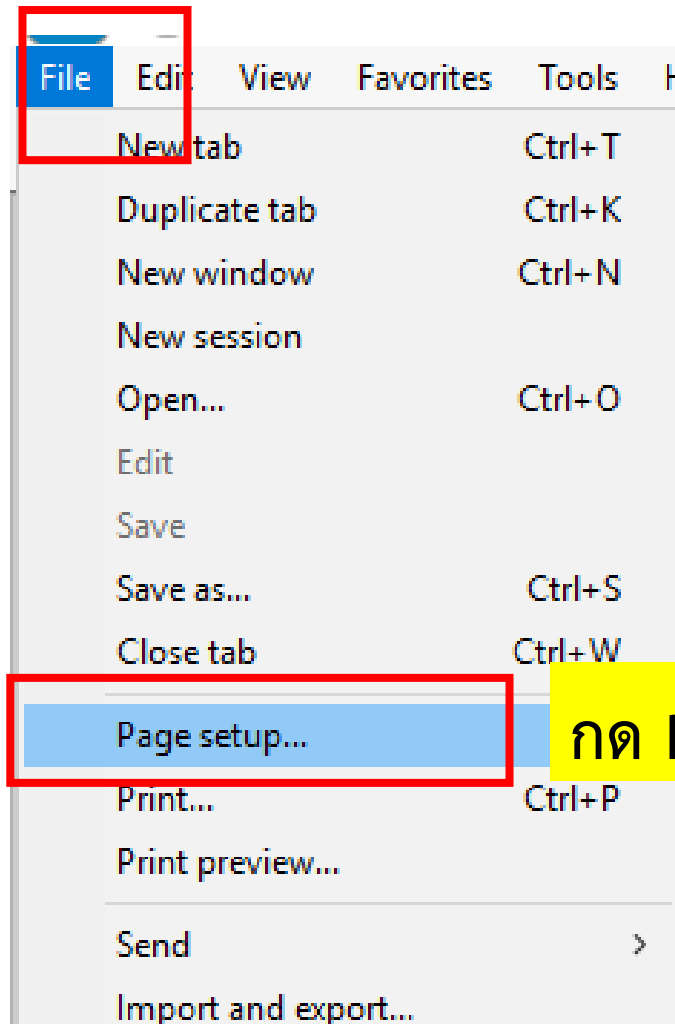 File Edit View Favorites Tools
New tab Ctrl+T
Duplicate tab Ctrl+K
New window Ctrl+N
New session
Open... Ctrl+O
Edit
Save
Save as... Ctrl+S
Close tab Ctrl+W
Page setup... กด
Print... Ctrl+P
Print preview...
Send >
Import and export...